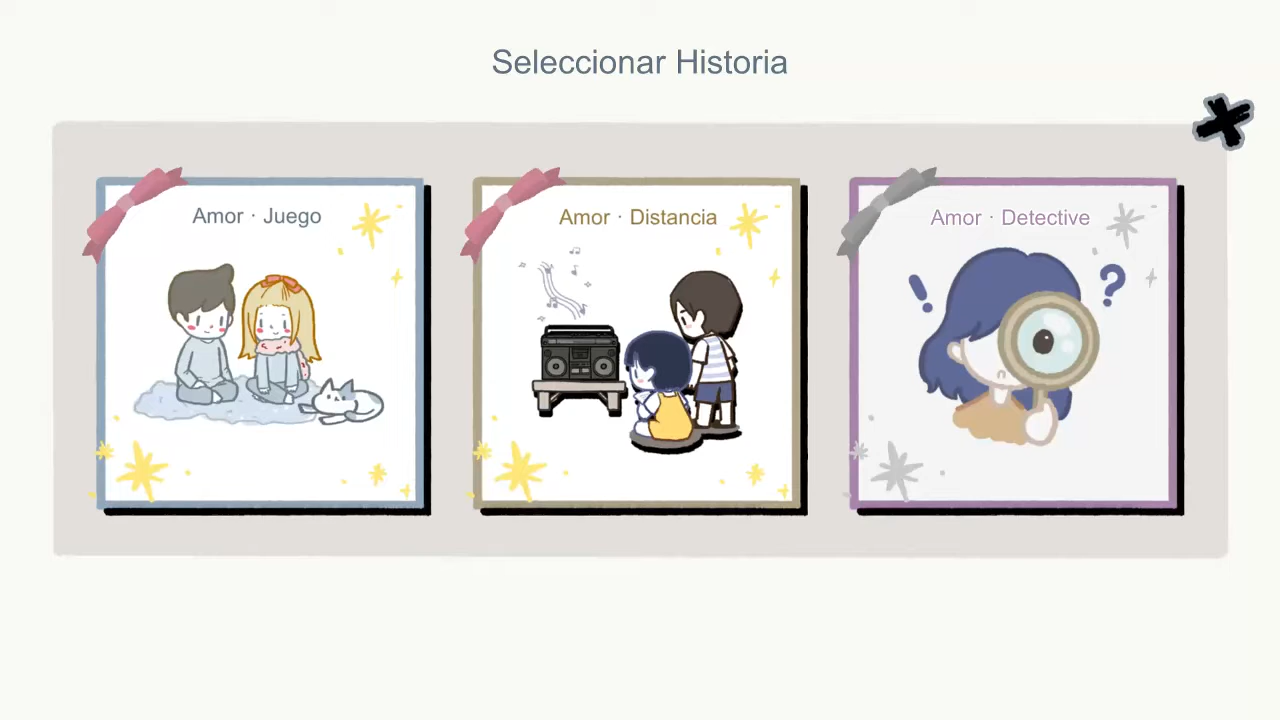 Seleccionar Historia
Amor · Juego
Amor · Distancia
Amor · Detective